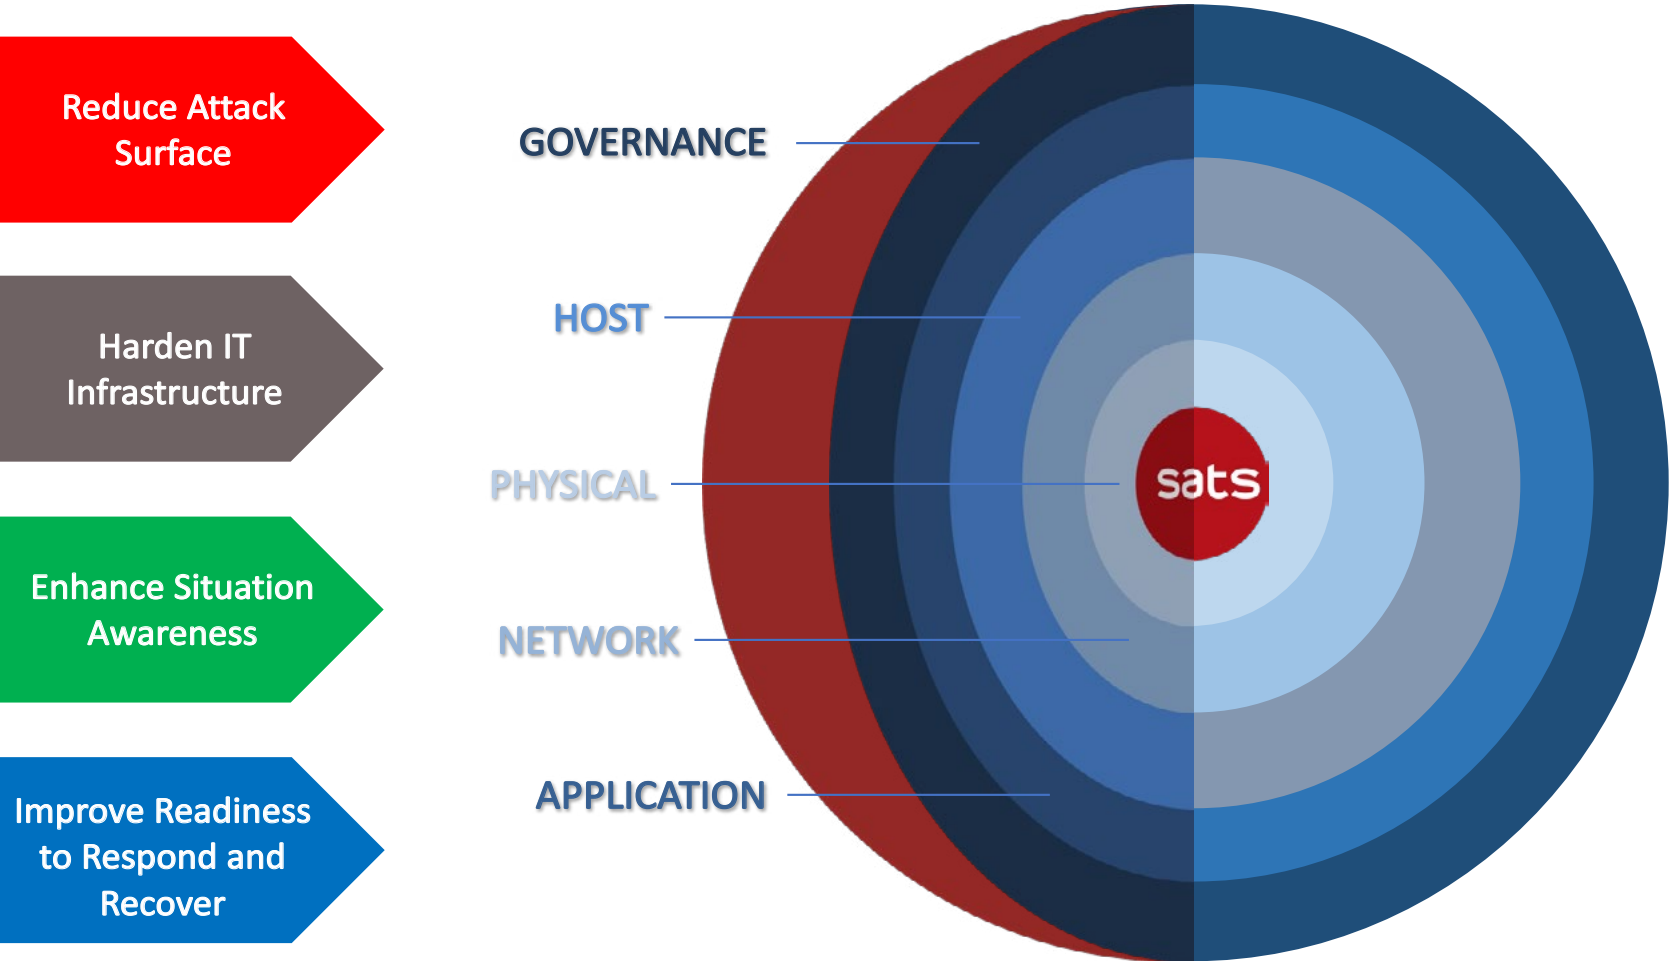 Reduce Attack
Surface
Harden IT
Infrastructure
Enhance Situation
Awareness
Improve Readiness
to Respond and
Recover
GOVERNANCE
HOST
PHYSICAL
NETWORK
APPLICATION
sats